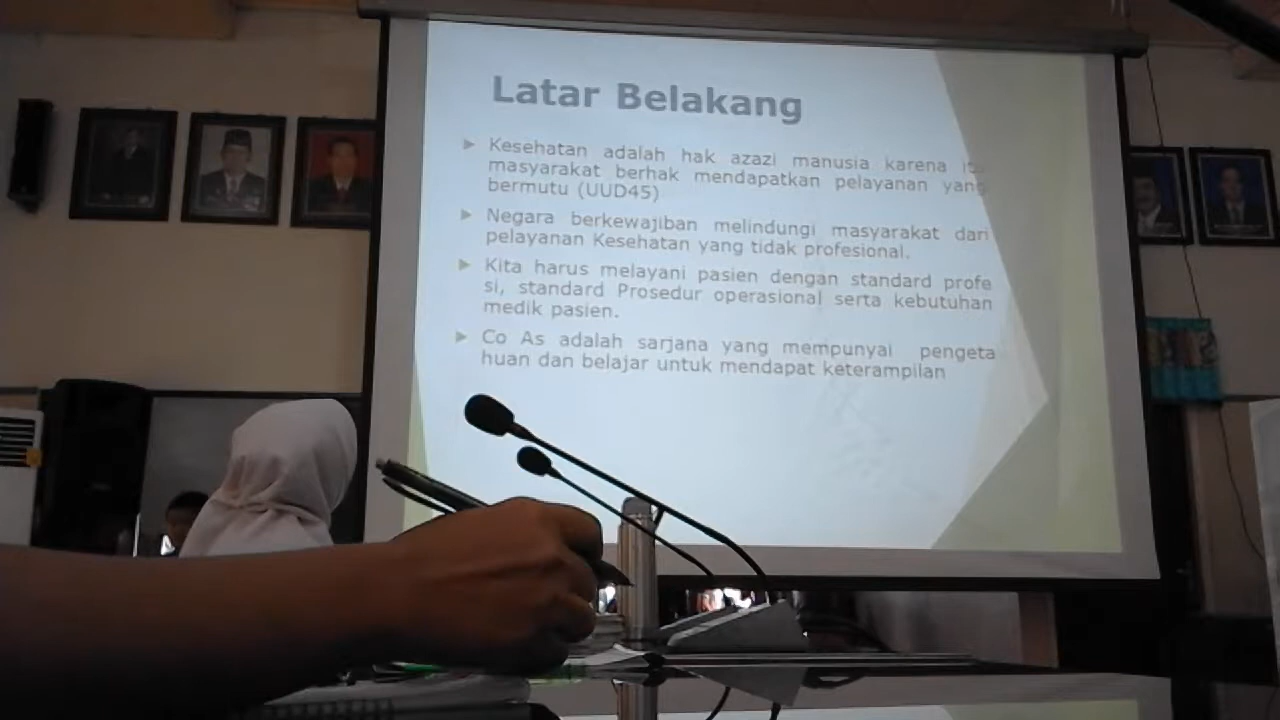 Latar Belakang
Kesehatan adalah hak azazi manusia karena itu
masyarakat berhak mendapatkan pelayanan yang
bermutu (UUD45)
Negara berkewajiban melindungi masyarakat dari
pelayanan Kesehatan yang tidak profesional.
Kita harus melayani pasien dengan standard profe
si, standard Prosedur operasional serta kebutuhan
medik pasien.
Co As adalah sarjana yang mempunyai pengeta
huan dan belajar untuk mendapat keterampilan